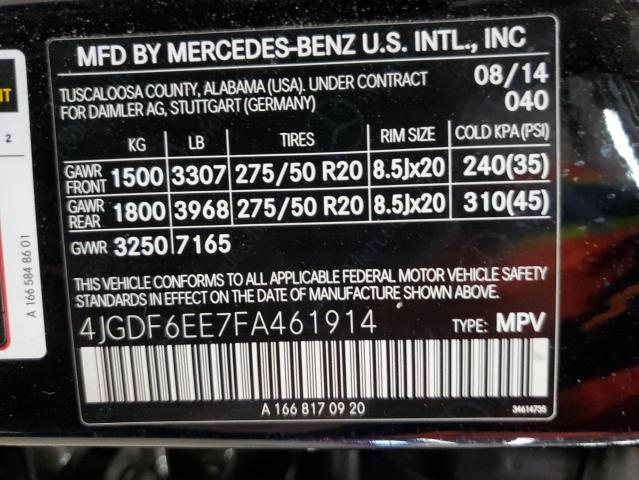 MFD BY MERCEDES-BENZ U.S. INTL., INC
TUSCALOOSA COUNTY, ALABAMA (USA). UNDER CONTRACT 08/14
FOR DAIMLER AG, STUTTGART (GERMANY) 040
KG LB TIRES RIM SIZE COLD KPA (PSI)
GAWR FRONT 1500 3307 275/50 R20 8.5Jx20 240(35)
GAWR REAR 1800 3968 275/50 R20 8.5Jx20 310(45)
GVWR 3250 7165
THIS VEHICLE CONFORMS TO ALL APPLICABLE FEDERAL MOTOR VEHICLE SAFETY
STANDARDS IN EFFECT ON THE DATE OF MANUFACTURE SHOWN ABOVE.
4JGDF6EE7FA461914 TYPE: MPV
A 166 817 09 20 34614735
2
A 166 584 86 01